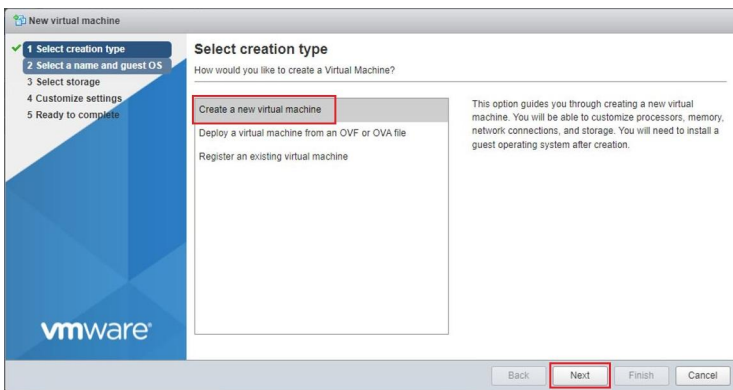 New virtual machine
1 Select creation type
2 Select a name and guest OS
3 Select storage
4 Customize settings
5 Ready to complete
vmware®
Select creation type
How would you like to create a Virtual Machine?
Create a new virtual machine
Deploy a virtual machine from an OVF or OVA file
Register an existing virtual machine
This option guides you through creating a new virtual
machine. You will be able to customize processors, memory,
network connections, and storage. You will need to install a
guest operating system after creation.
Back Next Finish Cancel